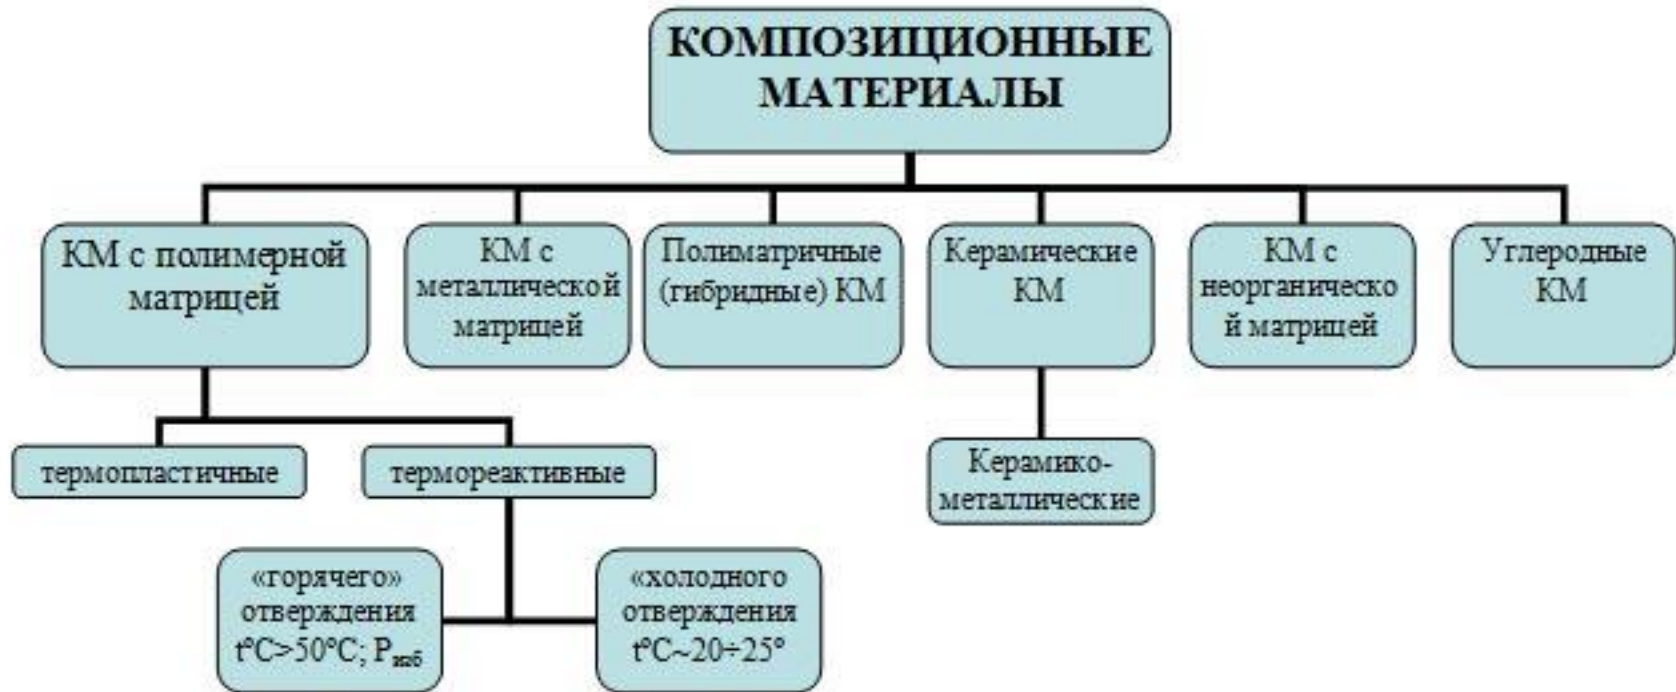 КОМПОЗИЦИОННЫЕ
МАТЕРИАЛЫ
КМ с полимерной
матрицей
КМ с
металлической
матрицей
Полиматричные
(гибридные) КМ
Керамические
КМ
КМ с
неорганическо
й матрицей
Углеродные
КМ
термопластичные
термореактивные
Керамико-
металлические
«горячего»
отверждения
t°C>50°C; Pизб
«холодного
отверждения
t°C~20÷25°